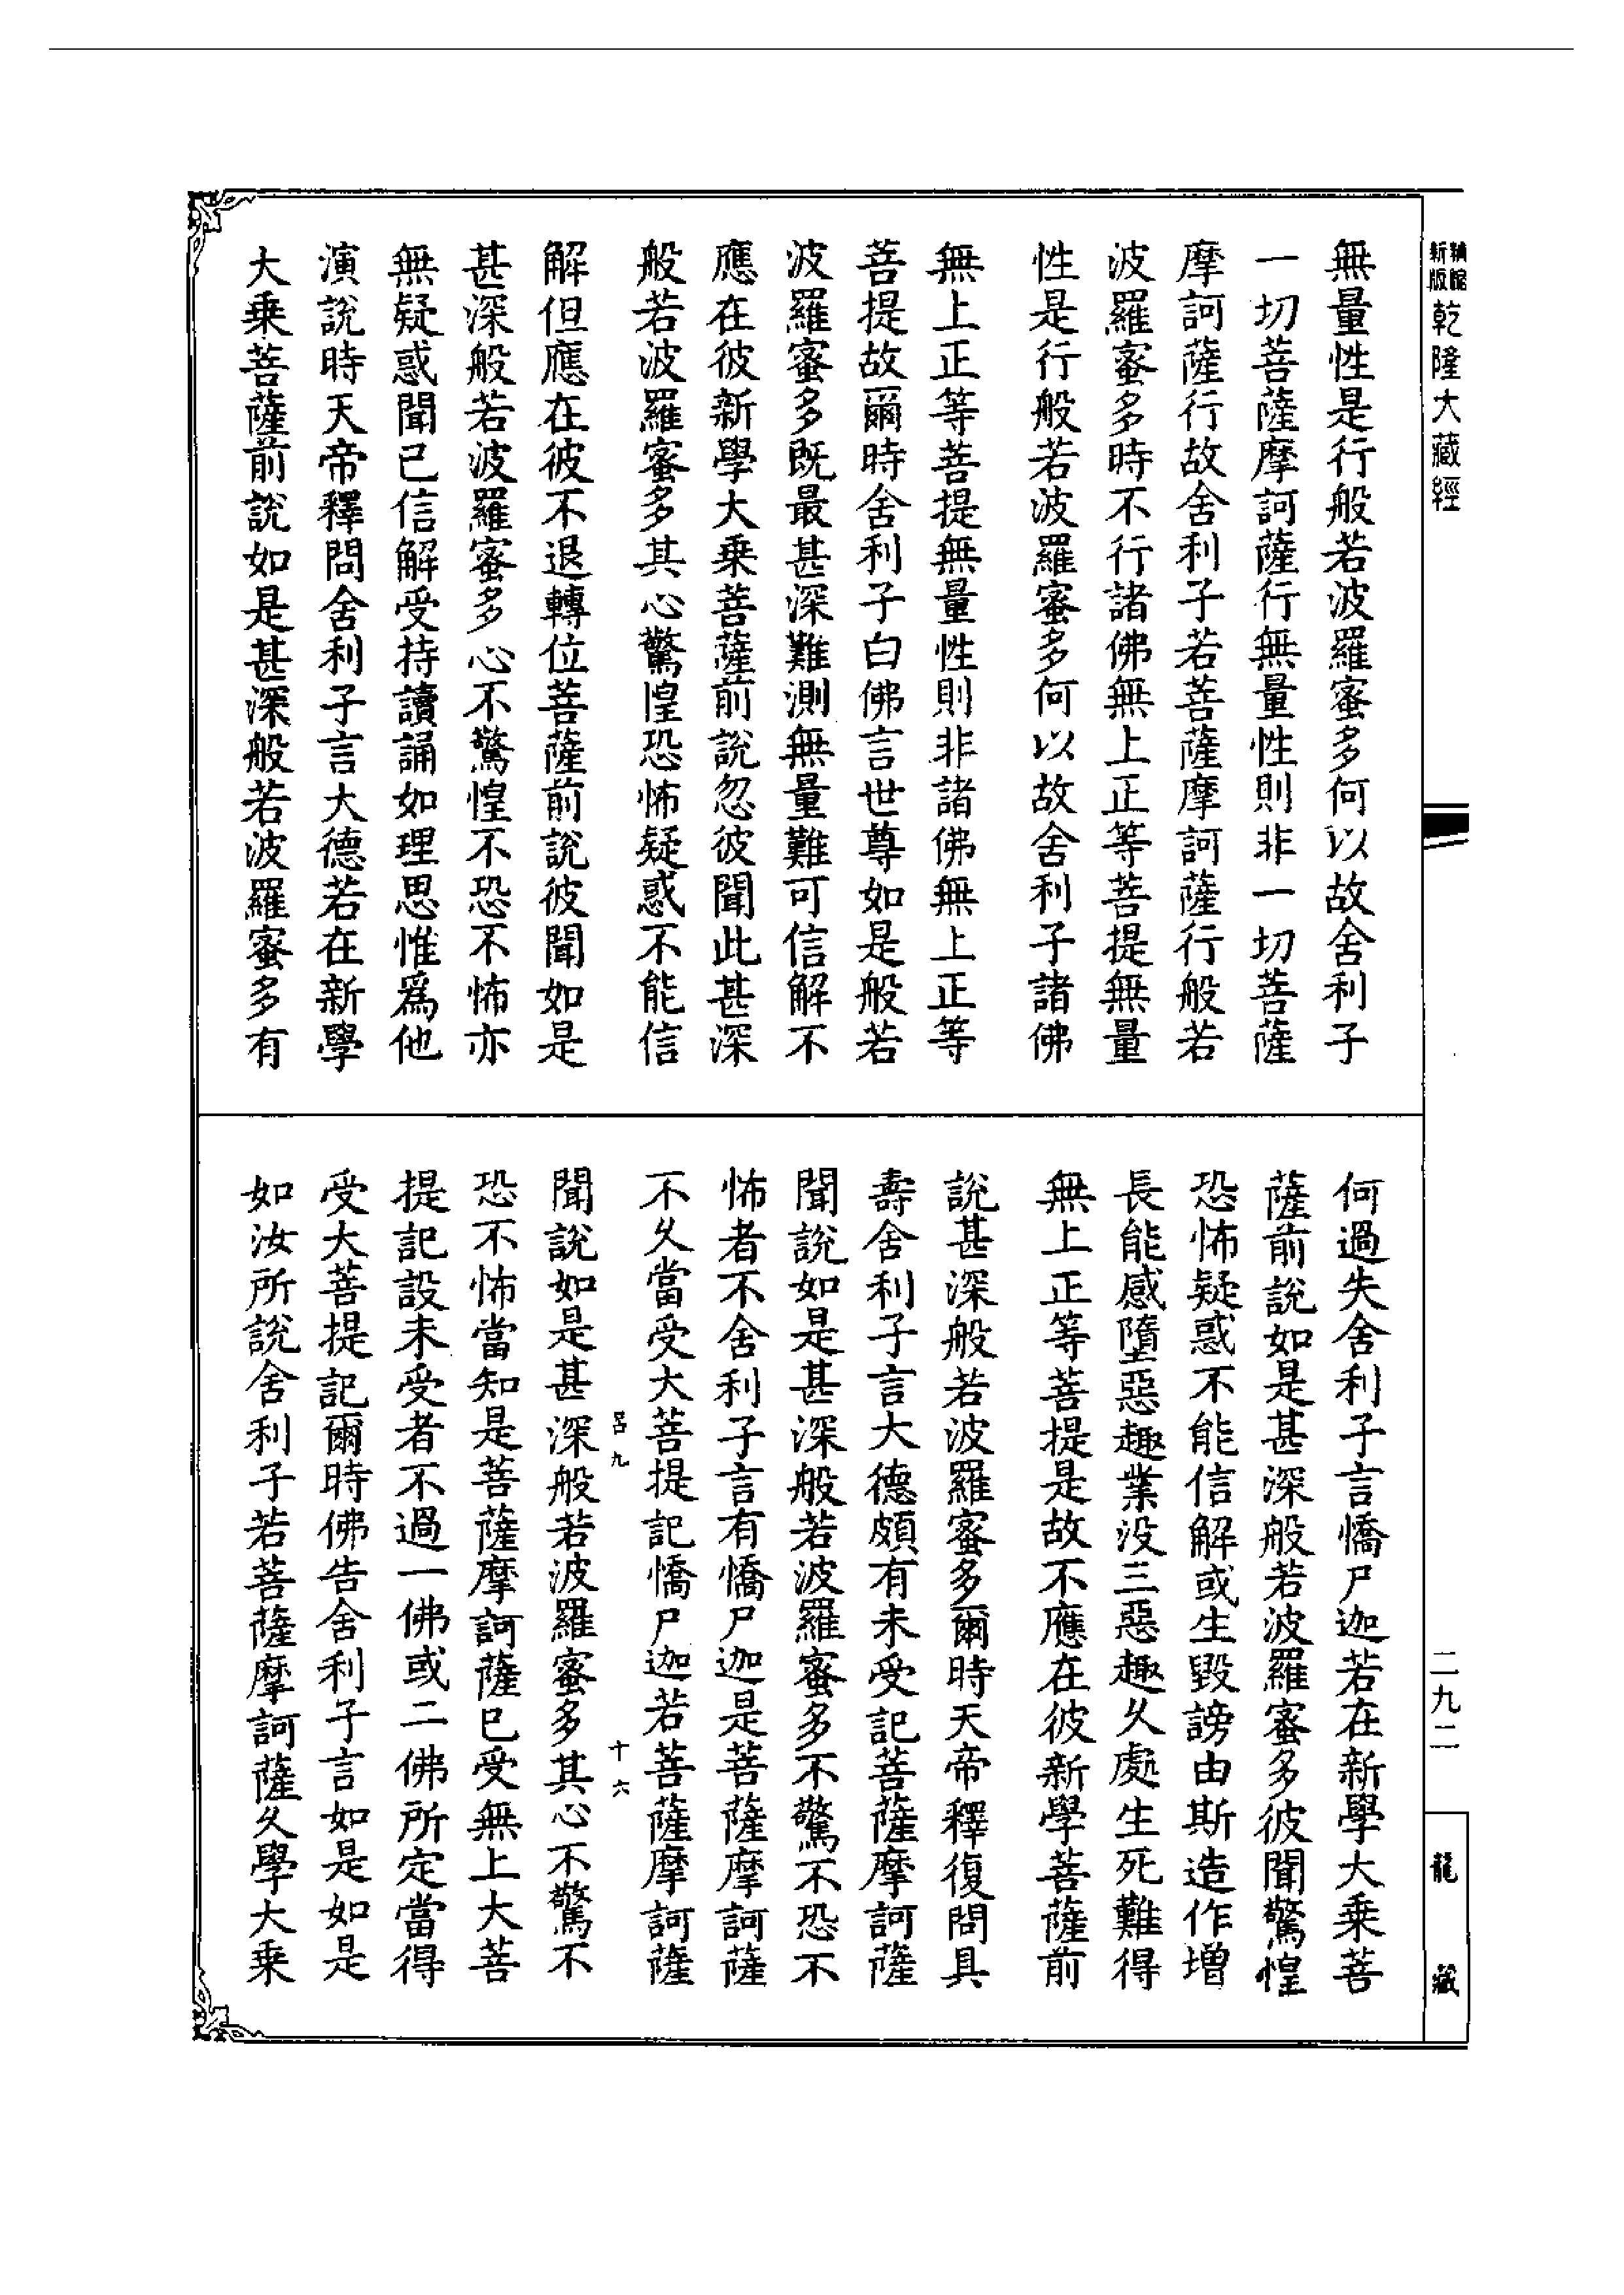 新版
乾隆大藏經
無量性是行般若波羅蜜多何以故舍利子
一切菩薩摩訶薩行無量性則非一切菩薩
摩訶薩行故舍利子若菩薩摩訶薩行般若
波羅蜜多時不行諸佛無上正等菩提無量
性是行般若波羅蜜多何以故舍利子諸佛
無上正等菩提無量性則非諸佛無上正等
菩提故爾時舍利子白佛言世尊如是般若
波羅蜜多既最甚深難測無量難可信解不
應在彼新學大乘菩薩前說忽彼聞此甚深
般若波羅蜜多其心驚惶恐怖疑惑不能信
解但應在彼不退轉位菩薩前說彼聞如是
甚深般若波羅蜜多心不驚惶不恐不怖亦
無疑惑聞已信解受持讀誦如理思惟爲他
演說時天帝釋問舍利子言大德若在新學
大乘菩薩前說如是甚深般若波羅蜜多有
何過失舍利子言憍尸迦若在新學大乘菩
薩前說如是甚深般若波羅蜜多彼聞驚惶
恐怖疑惑不能信解或生毀謗由斯造作增
長能感墮惡趣業沒三惡趣久處生死難得
無上正等菩提是故不應在彼新學菩薩前
說甚深般若波羅蜜多爾時天帝釋復問具
壽舍利子言大德頗有未受記菩薩摩訶薩
聞說如是甚深般若波羅蜜多不驚不恐不
怖者不舍利子言有憍尸迦是菩薩摩訶薩
不久當受大菩提記憍尸迦若菩薩摩訶薩
呂九
十六
聞說如是甚深般若波羅蜜多其心不驚不
恐不怖當知是菩薩摩訶薩已受無上大菩
提記設未受者不過一佛或二佛所定當得
受大菩提記爾時佛告舍利子言如是如是
如汝所說舍利子若菩薩摩訶薩久學大乘
二九二
龍藏